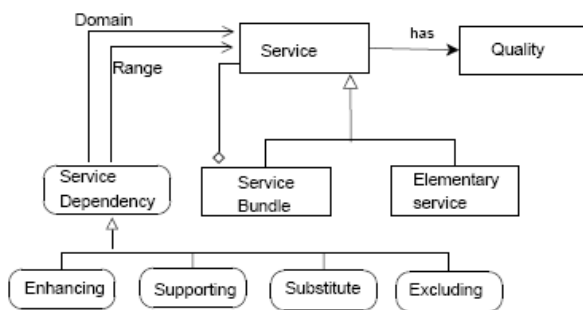 Domain
Range
Service
has
Quality
Service
Dependency
Service
Bundle
Elementary
service
Enhancing
Supporting
Substitute
Excluding